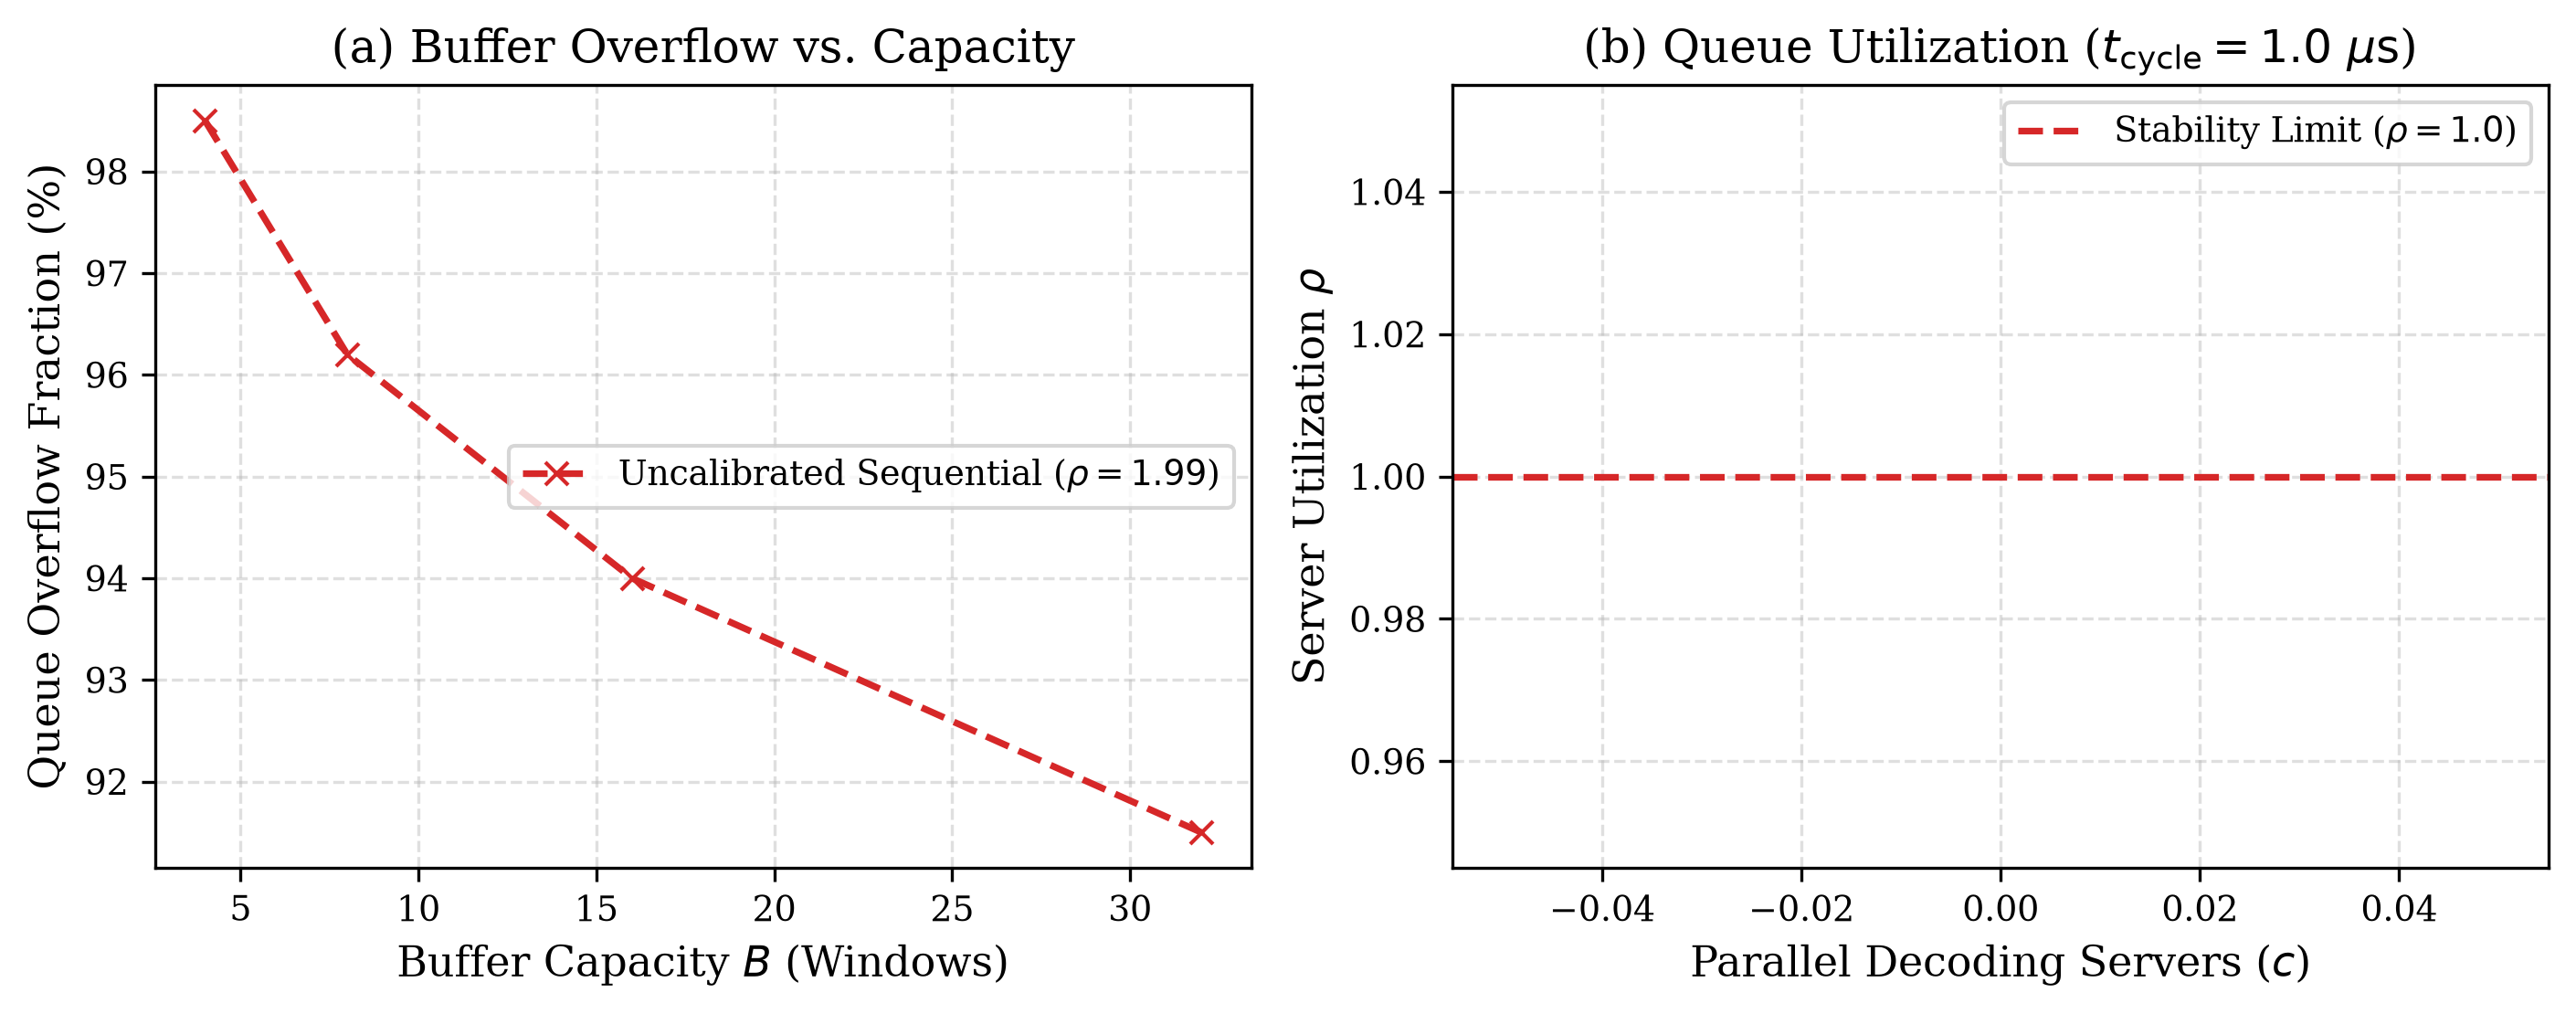 (a) Buffer Overflow vs. Capacity
Queue Overflow Fraction (%)
98
97
96
95
94
93
92
Uncalibrated Sequential (ρ = 1.99)
5 10 15 20 25 30
Buffer Capacity B (Windows)
(b) Queue Utilization (t_cycle = 1.0 μs)
Server Utilization ρ
Stability Limit (ρ = 1.0)
1.04
1.02
1.00
0.98
0.96
−0.04 −0.02 0.00 0.02 0.04
Parallel Decoding Servers (c)